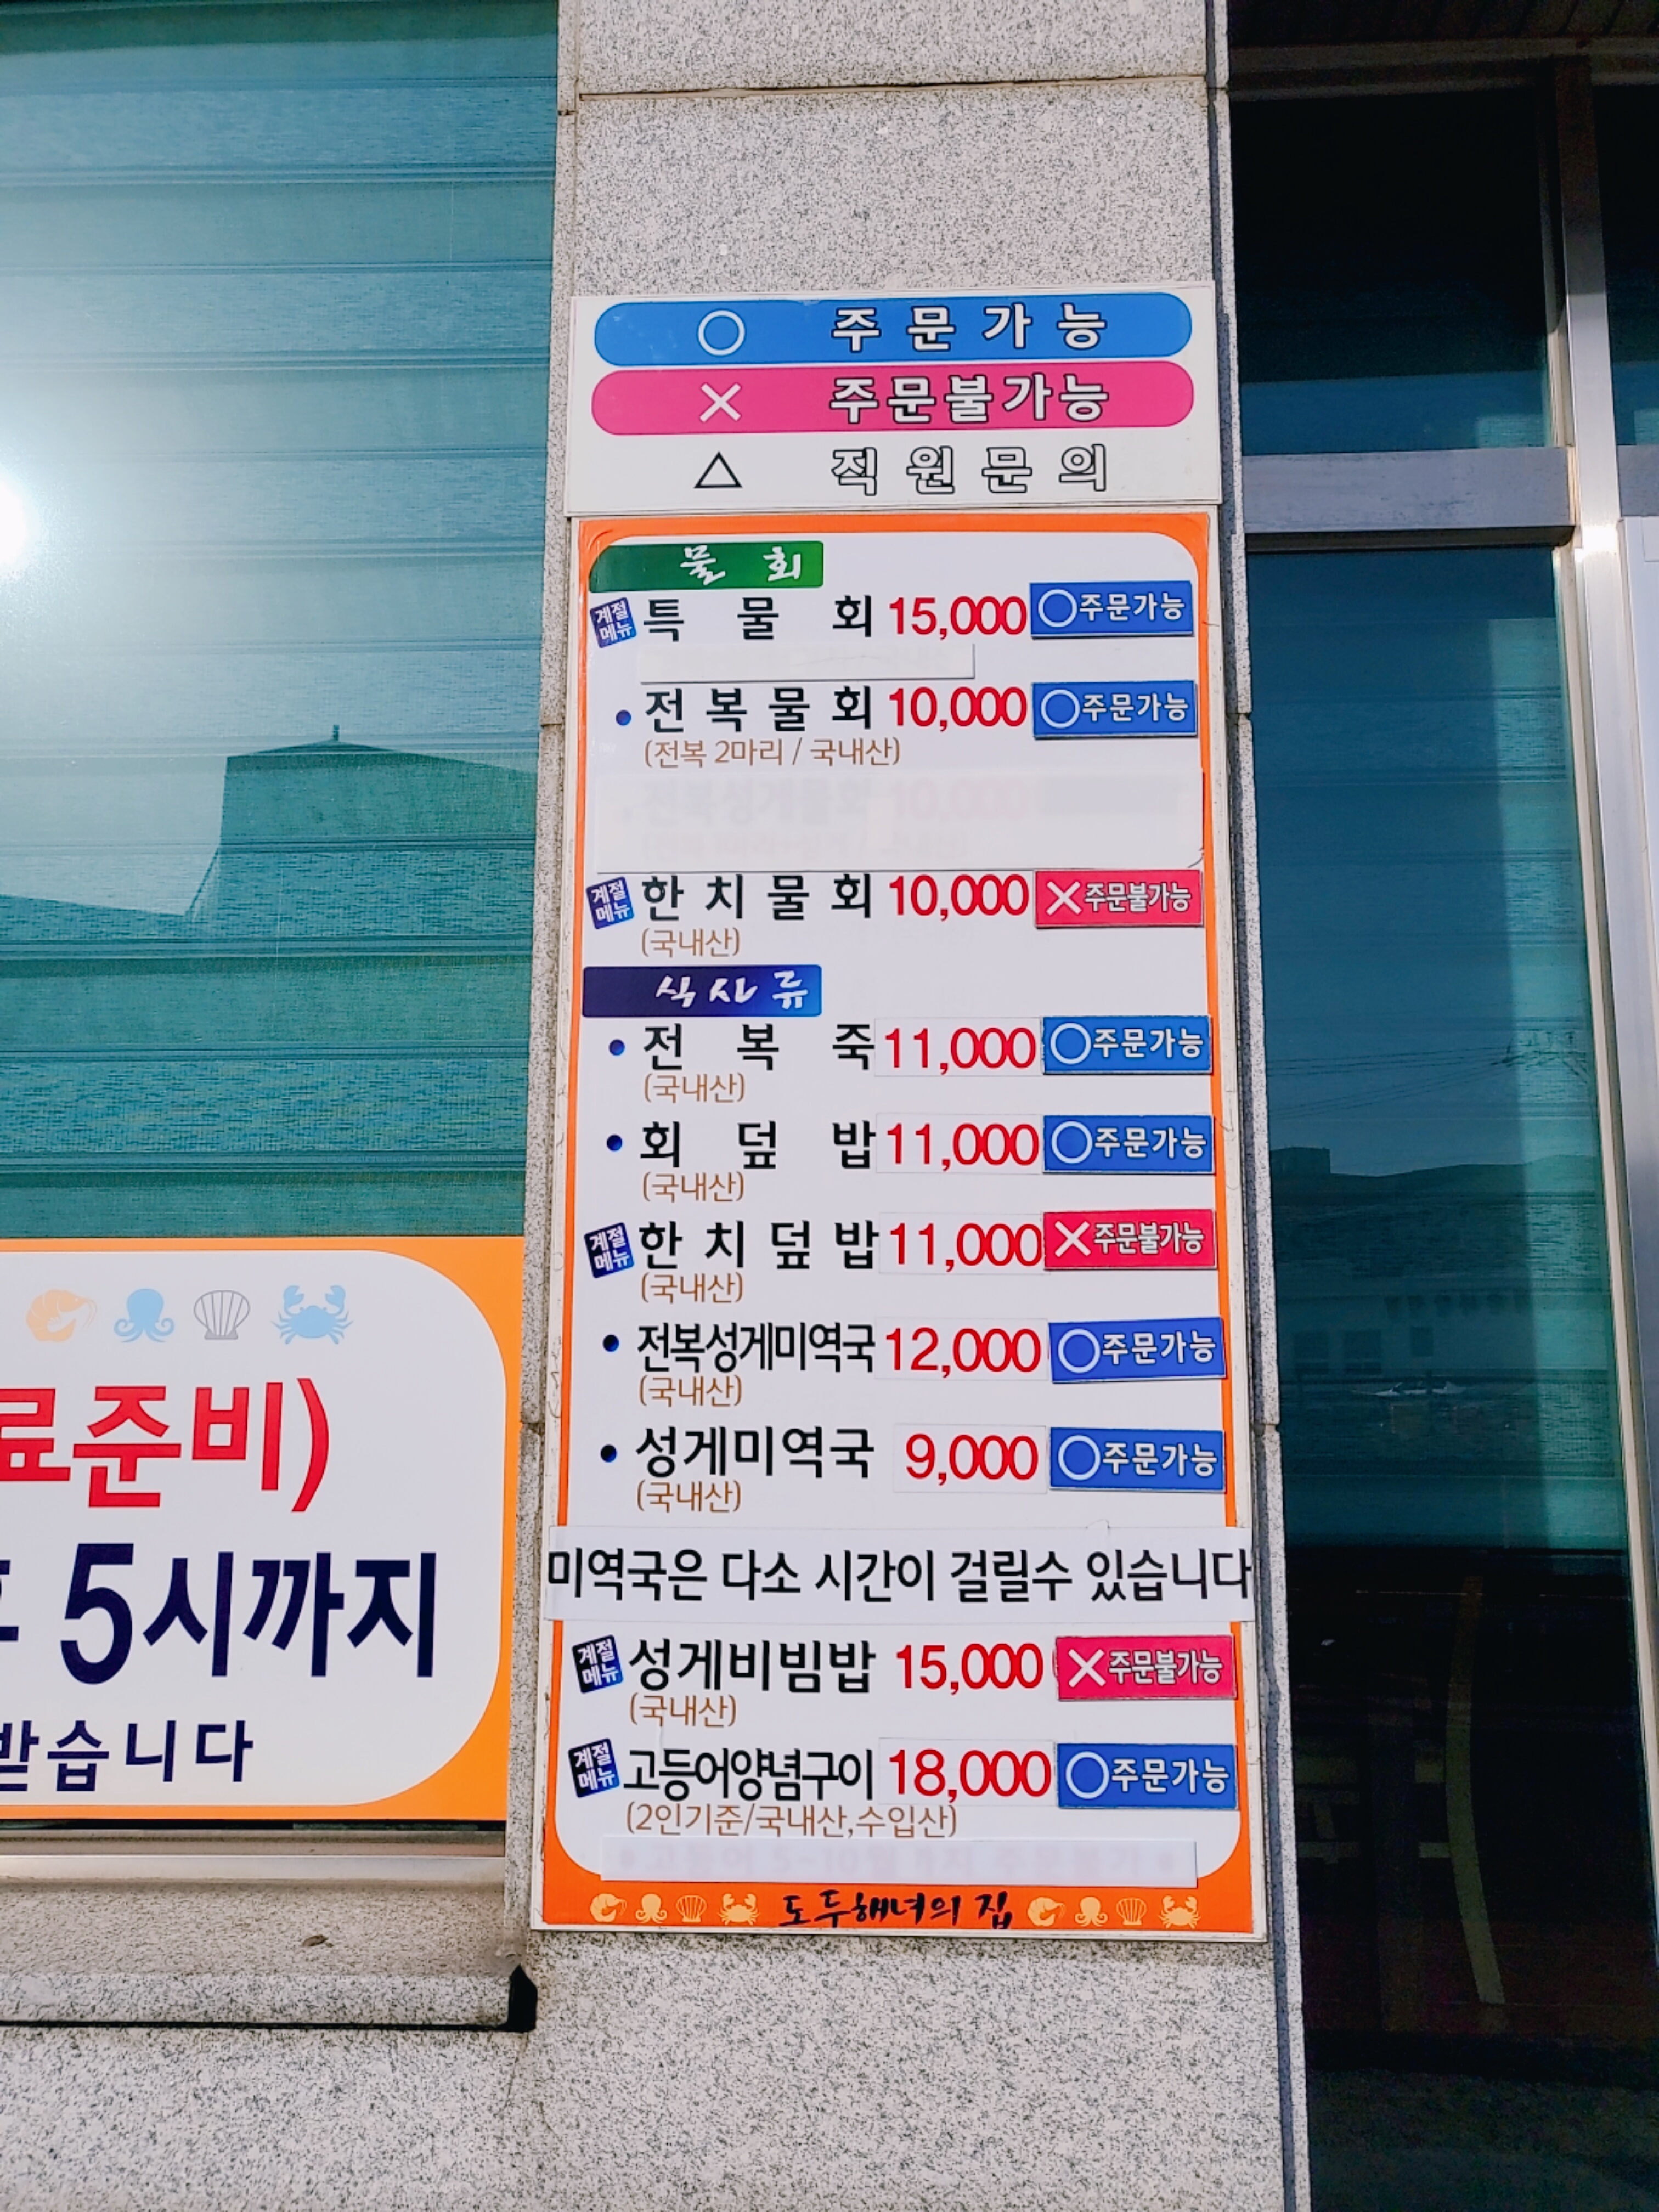 ○ 주문가능
× 주문불가능
△ 직원문의
물회
계절메뉴 특물회 15,000 ○주문가능
• 전복물회 10,000 ○주문가능
(전복 2마리 / 국내산)
전복성게물회 10,000
계절메뉴 한치물회 10,000 ×주문불가능
(국내산)
식사류
• 전복죽 11,000 ○주문가능
(국내산)
• 회덮밥 11,000 ○주문가능
(국내산)
계절메뉴 한치덮밥 11,000 ×주문불가능
(국내산)
• 전복성게미역국 12,000 ○주문가능
(국내산)
• 성게미역국 9,000 ○주문가능
(국내산)
미역국은 다소 시간이 걸릴수 있습니다
계절메뉴 성게비빔밥 15,000 ×주문불가능
(국내산)
계절메뉴 고등어양념구이 18,000 ○주문가능
(2인기준/국내산,수입산)
도두해녀의 집
료준비)
5시까지
받습니다